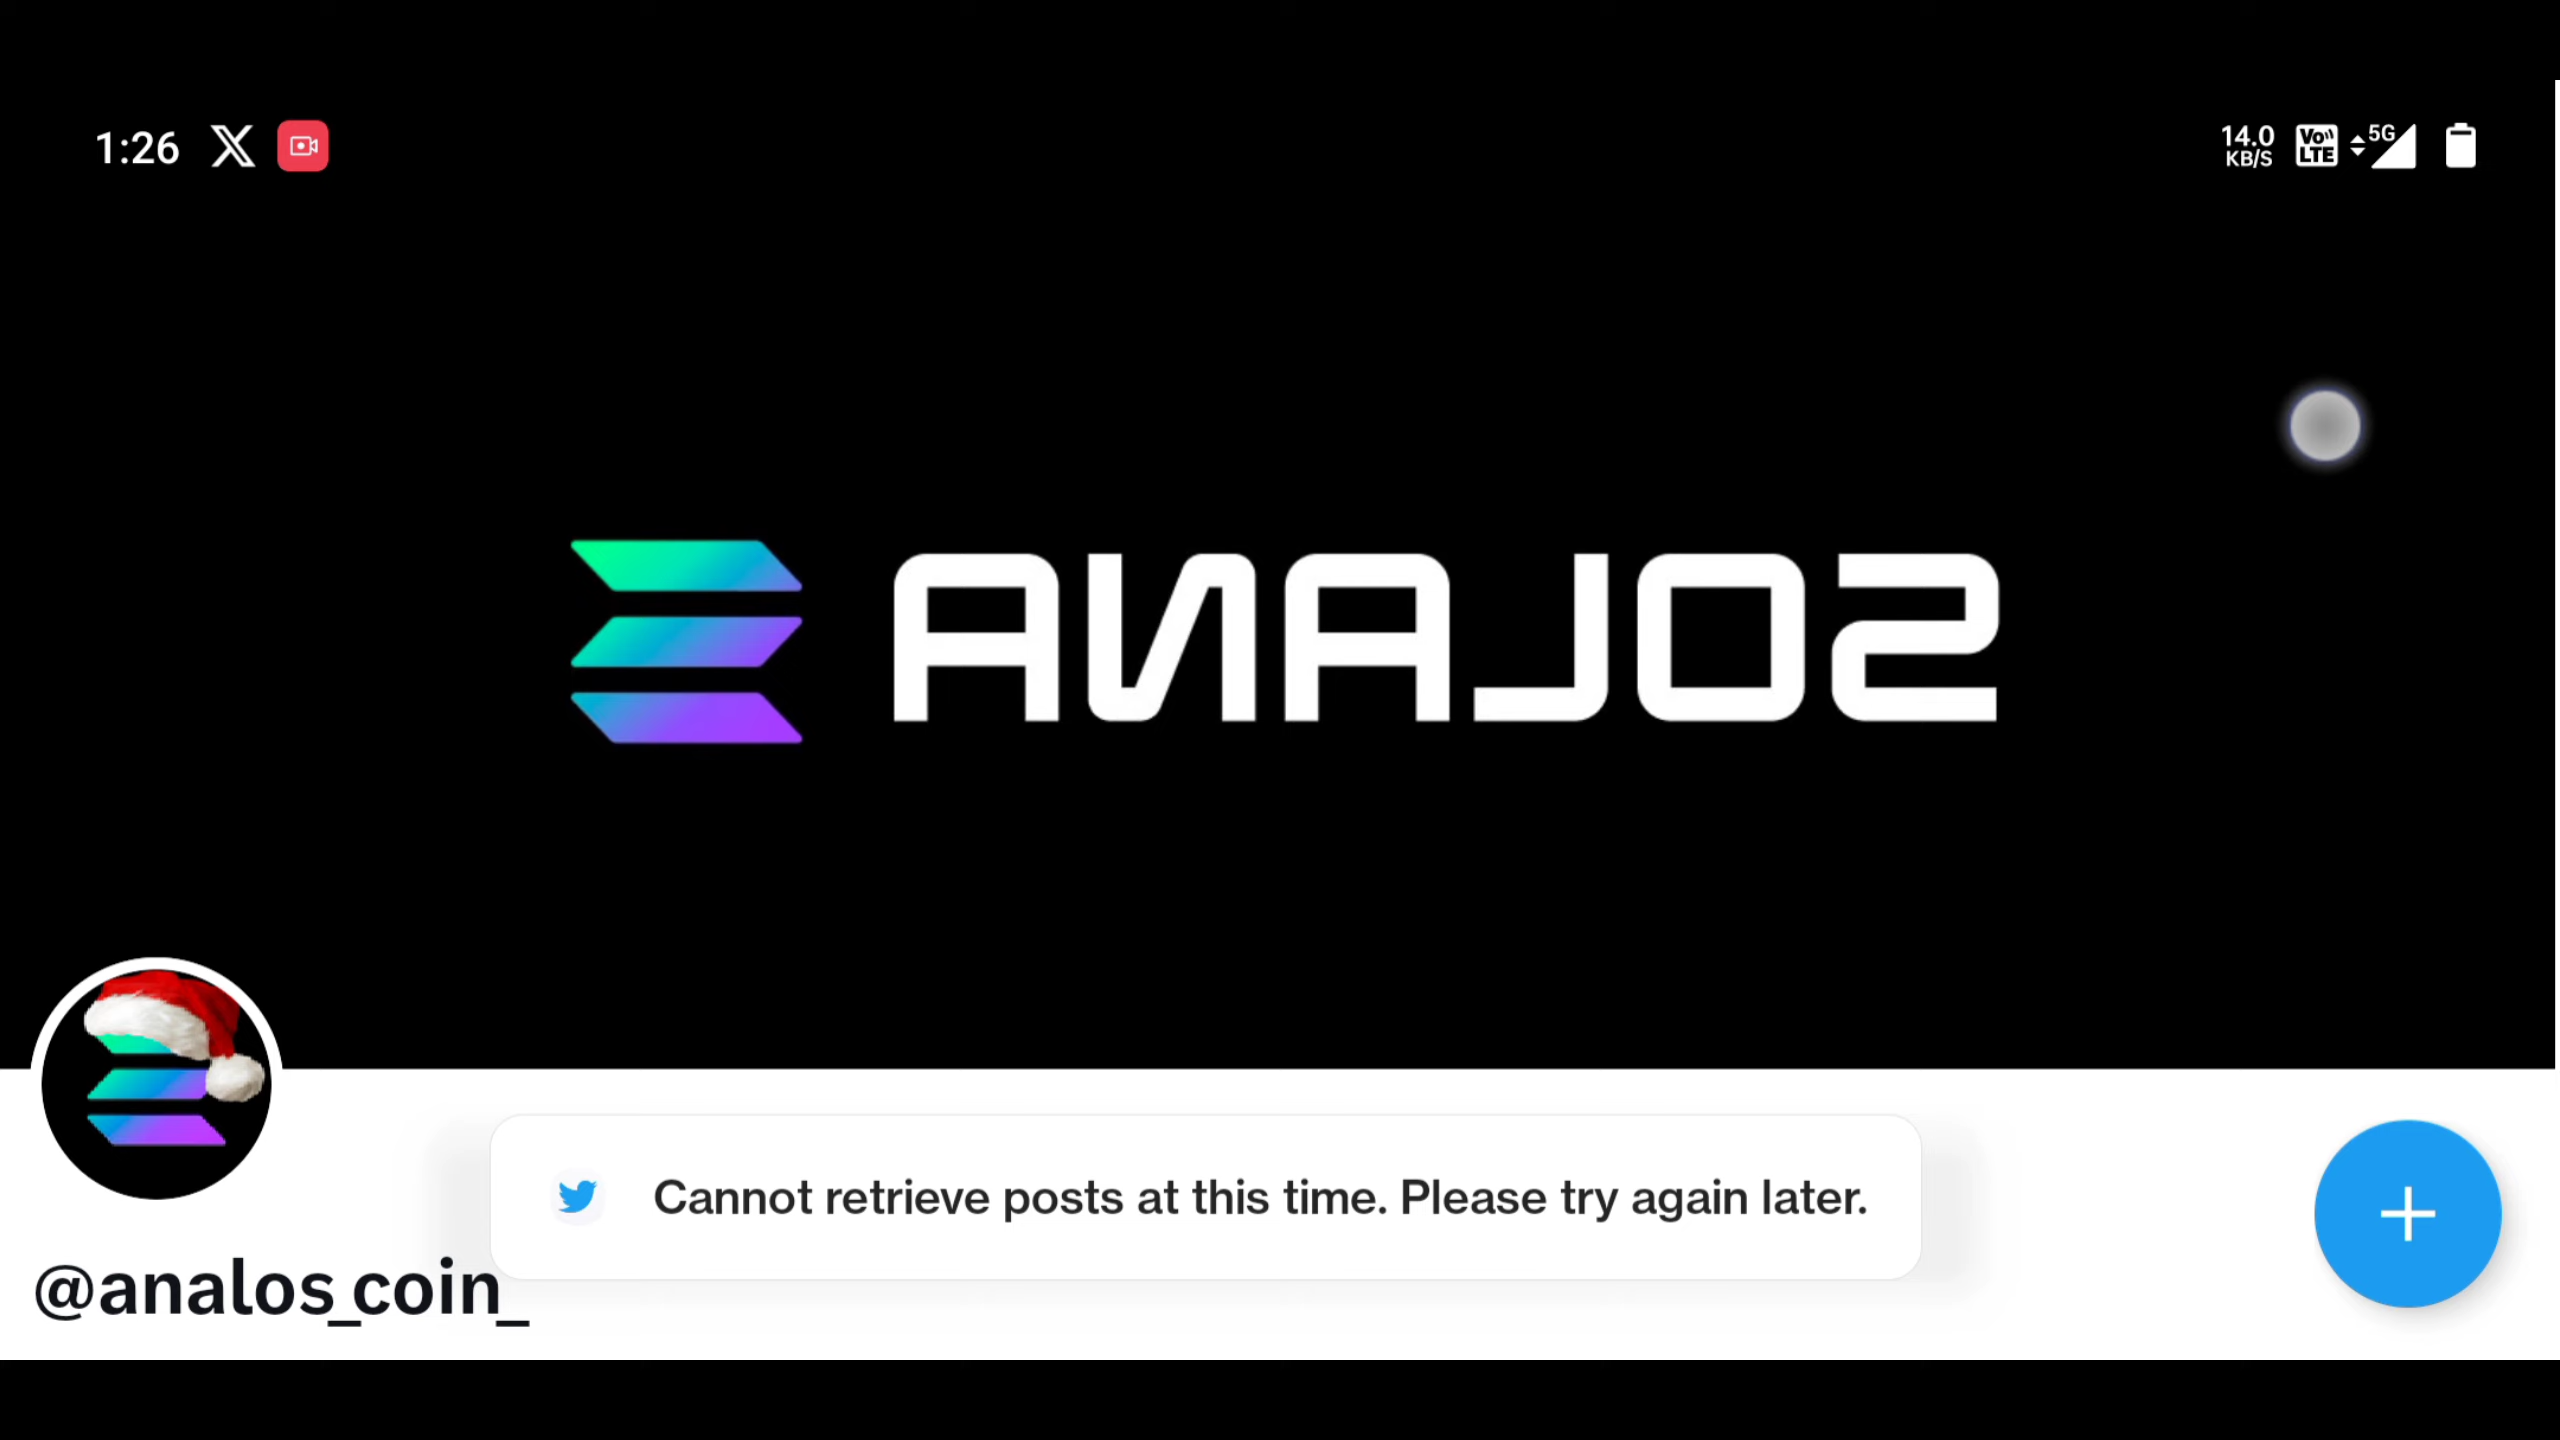 1:26
14.0
KB/S
Vo
LTE
5G
SOLANA
Cannot retrieve posts at this time. Please try again later.
@analos_coin_